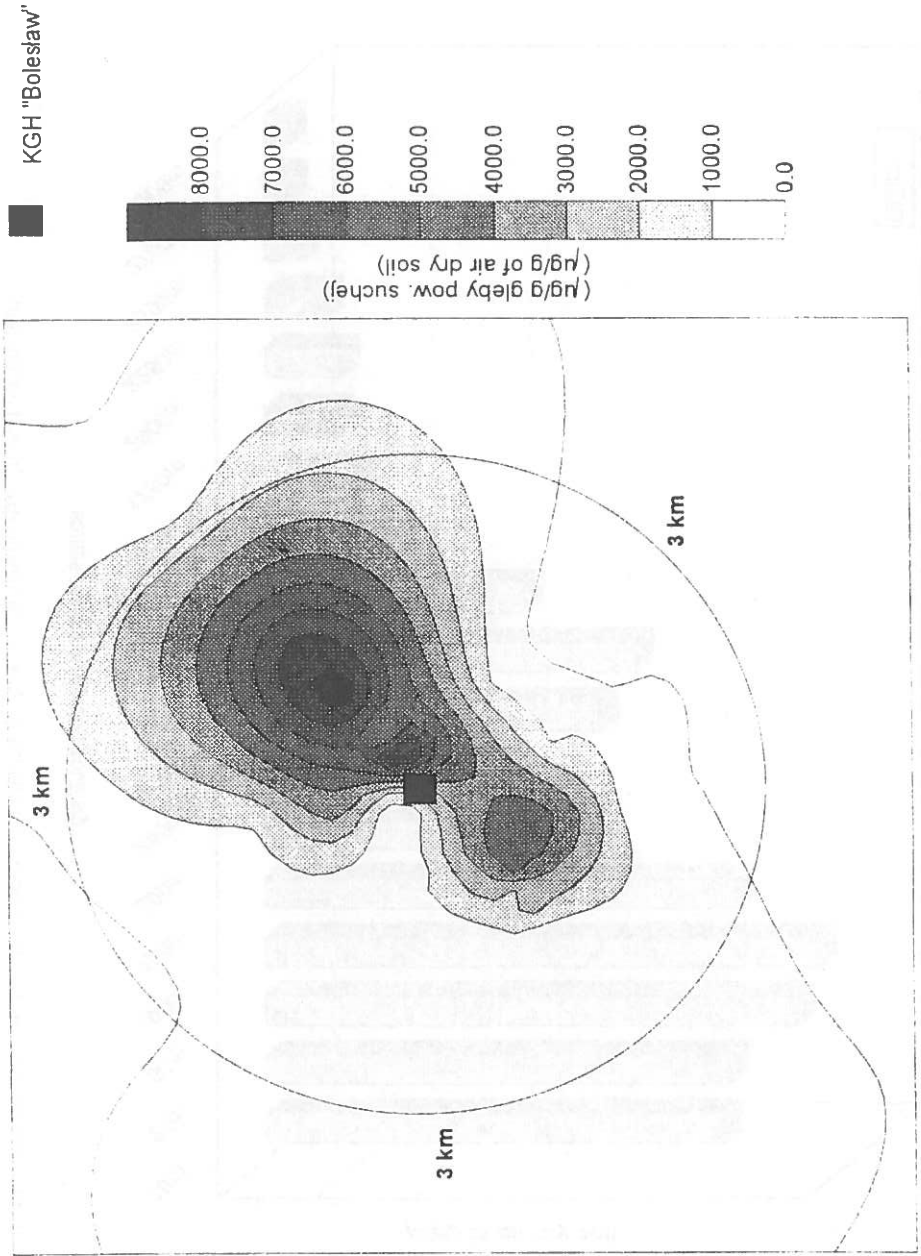 KGH "Bolesław"
8000.0
7000.0
6000.0
5000.0
4000.0
3000.0
2000.0
1000.0
0.0
(µg/g gleby pow. suchej)
(µg/g of air dry soil)
3 km
3 km
3 km